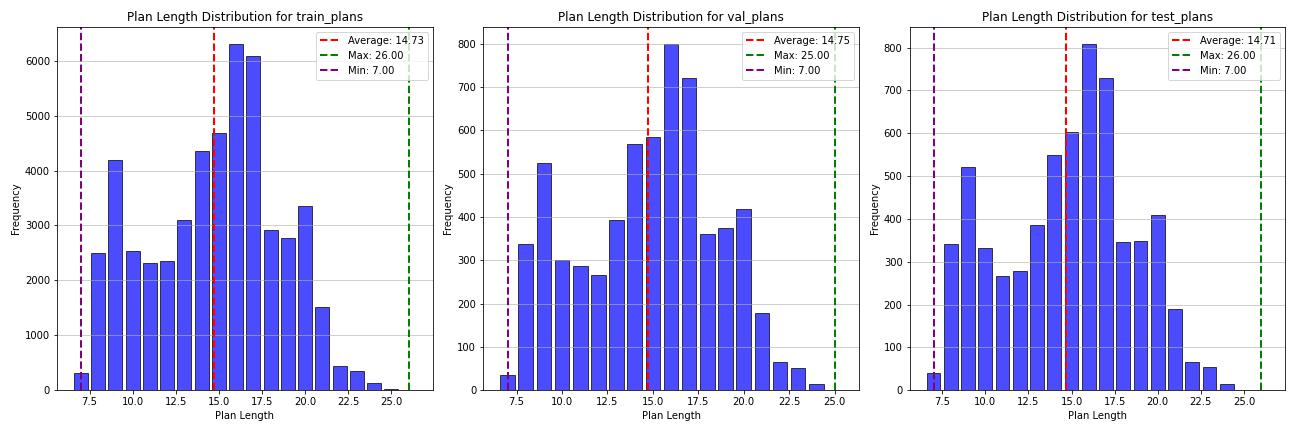 Plan Length Distribution for train_plans
Average: 14.73
Max: 26.00
Min: 7.00
Frequency
6000
5000
4000
3000
2000
1000
0
7.5 10.0 12.5 15.0 17.5 20.0 22.5 25.0
Plan Length
Plan Length Distribution for val_plans
Average: 14.75
Max: 25.00
Min: 7.00
Frequency
800
700
600
500
400
300
200
100
0
7.5 10.0 12.5 15.0 17.5 20.0 22.5 25.0
Plan Length
Plan Length Distribution for test_plans
Average: 14.71
Max: 26.00
Min: 7.00
Frequency
800
700
600
500
400
300
200
100
0
7.5 10.0 12.5 15.0 17.5 20.0 22.5 25.0
Plan Length